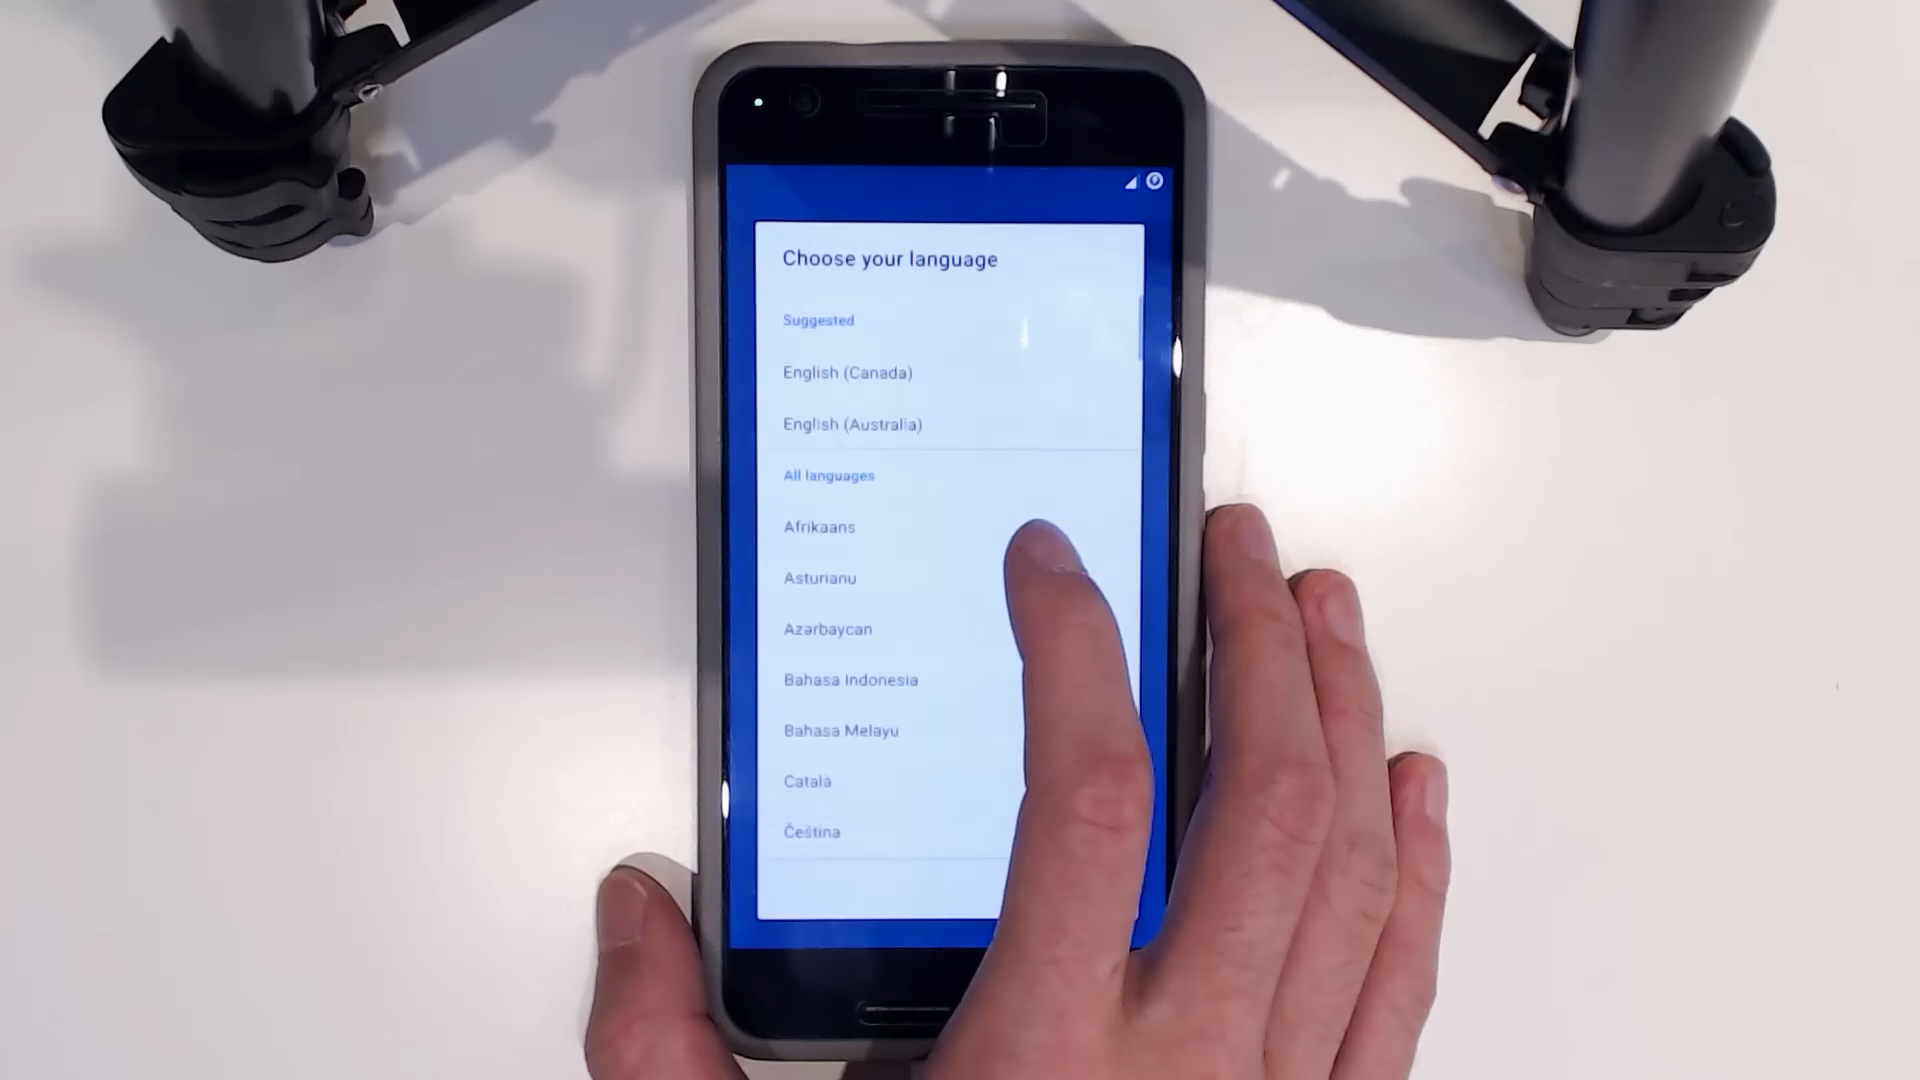 Choose your language
Suggested
English (Canada)
English (Australia)
All languages
Afrikaans
Asturianu
Azərbaycan
Bahasa Indonesia
Bahasa Melayu
Català
Čeština